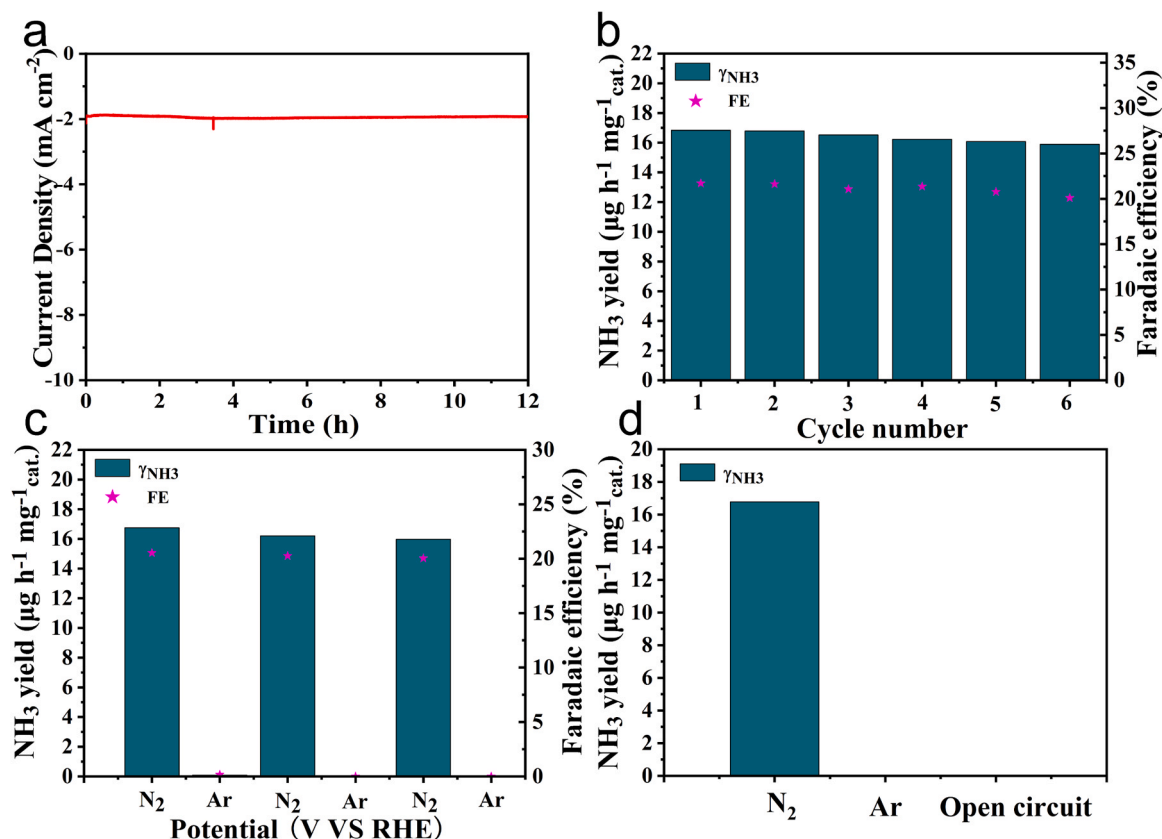 a
Current Density (mA cm⁻²)
0
-2
-4
-6
-8
-10
0 2 4 6 8 10 12
Time (h)
b
NH₃ yield (µg h⁻¹ mg⁻¹cat.)
22
20
18
16
14
12
10
8
6
4
2
0
γNH3
FE
35
30
25
20
15
10
5
0
Faradaic efficiency (%)
1 2 3 4 5 6
Cycle number
c
NH₃ yield (µg h⁻¹ mg⁻¹cat.)
22
20
18
16
14
12
10
8
6
4
2
0
γNH3
FE
30
25
20
15
10
5
0
Faradaic efficiency (%)
N₂ Ar N₂ Ar N₂ Ar
Potential (V VS RHE)
d
NH₃ yield (µg h⁻¹ mg⁻¹cat.)
20
18
16
14
12
10
8
6
4
2
0
γNH3
N₂ Ar Open circuit